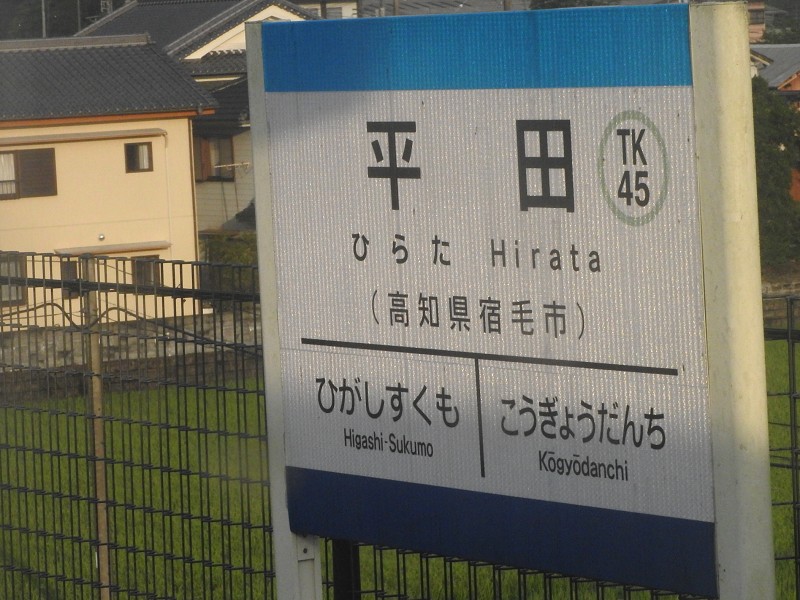 平田
TK
45
ひらた Hirata
(高知県宿毛市)
ひがしすくも
Higashi-Sukumo
こうぎょうだんち
Kōgyōdanchi